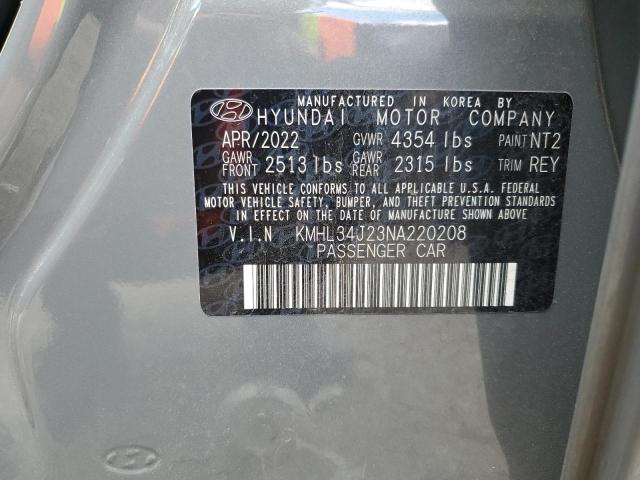 MANUFACTURED IN KOREA BY
HYUNDAI MOTOR COMPANY
APR/2022 GVWR 4354 lbs PAINT NT2
GAWR FRONT 2513 lbs GAWR REAR 2315 lbs TRIM REY
THIS VEHICLE CONFORMS TO ALL APPLICABLE U.S.A. FEDERAL
MOTOR VEHICLE SAFETY, BUMPER, AND THEFT PREVENTION STANDARDS
IN EFFECT ON THE DATE OF MANUFACTURE SHOWN ABOVE
V.I.N KMHL34J23NA220208
PASSENGER CAR